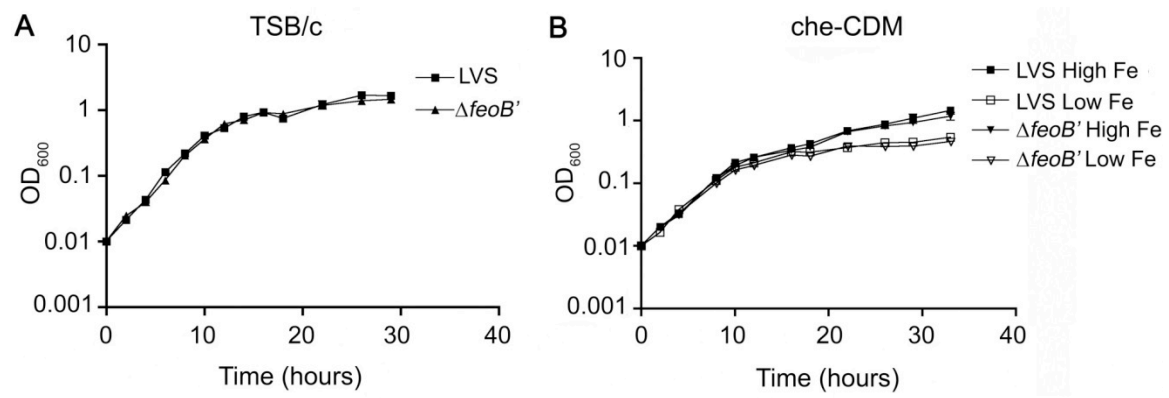 A
TSB/c
10
1
0.1
0.01
0.001
OD600
0
10
20
30
40
Time (hours)
LVS
ΔfeoB’
B
che-CDM
10
1
0.1
0.01
0.001
OD600
0
10
20
30
40
Time (hours)
LVS High Fe
LVS Low Fe
ΔfeoB’ High Fe
ΔfeoB’ Low Fe